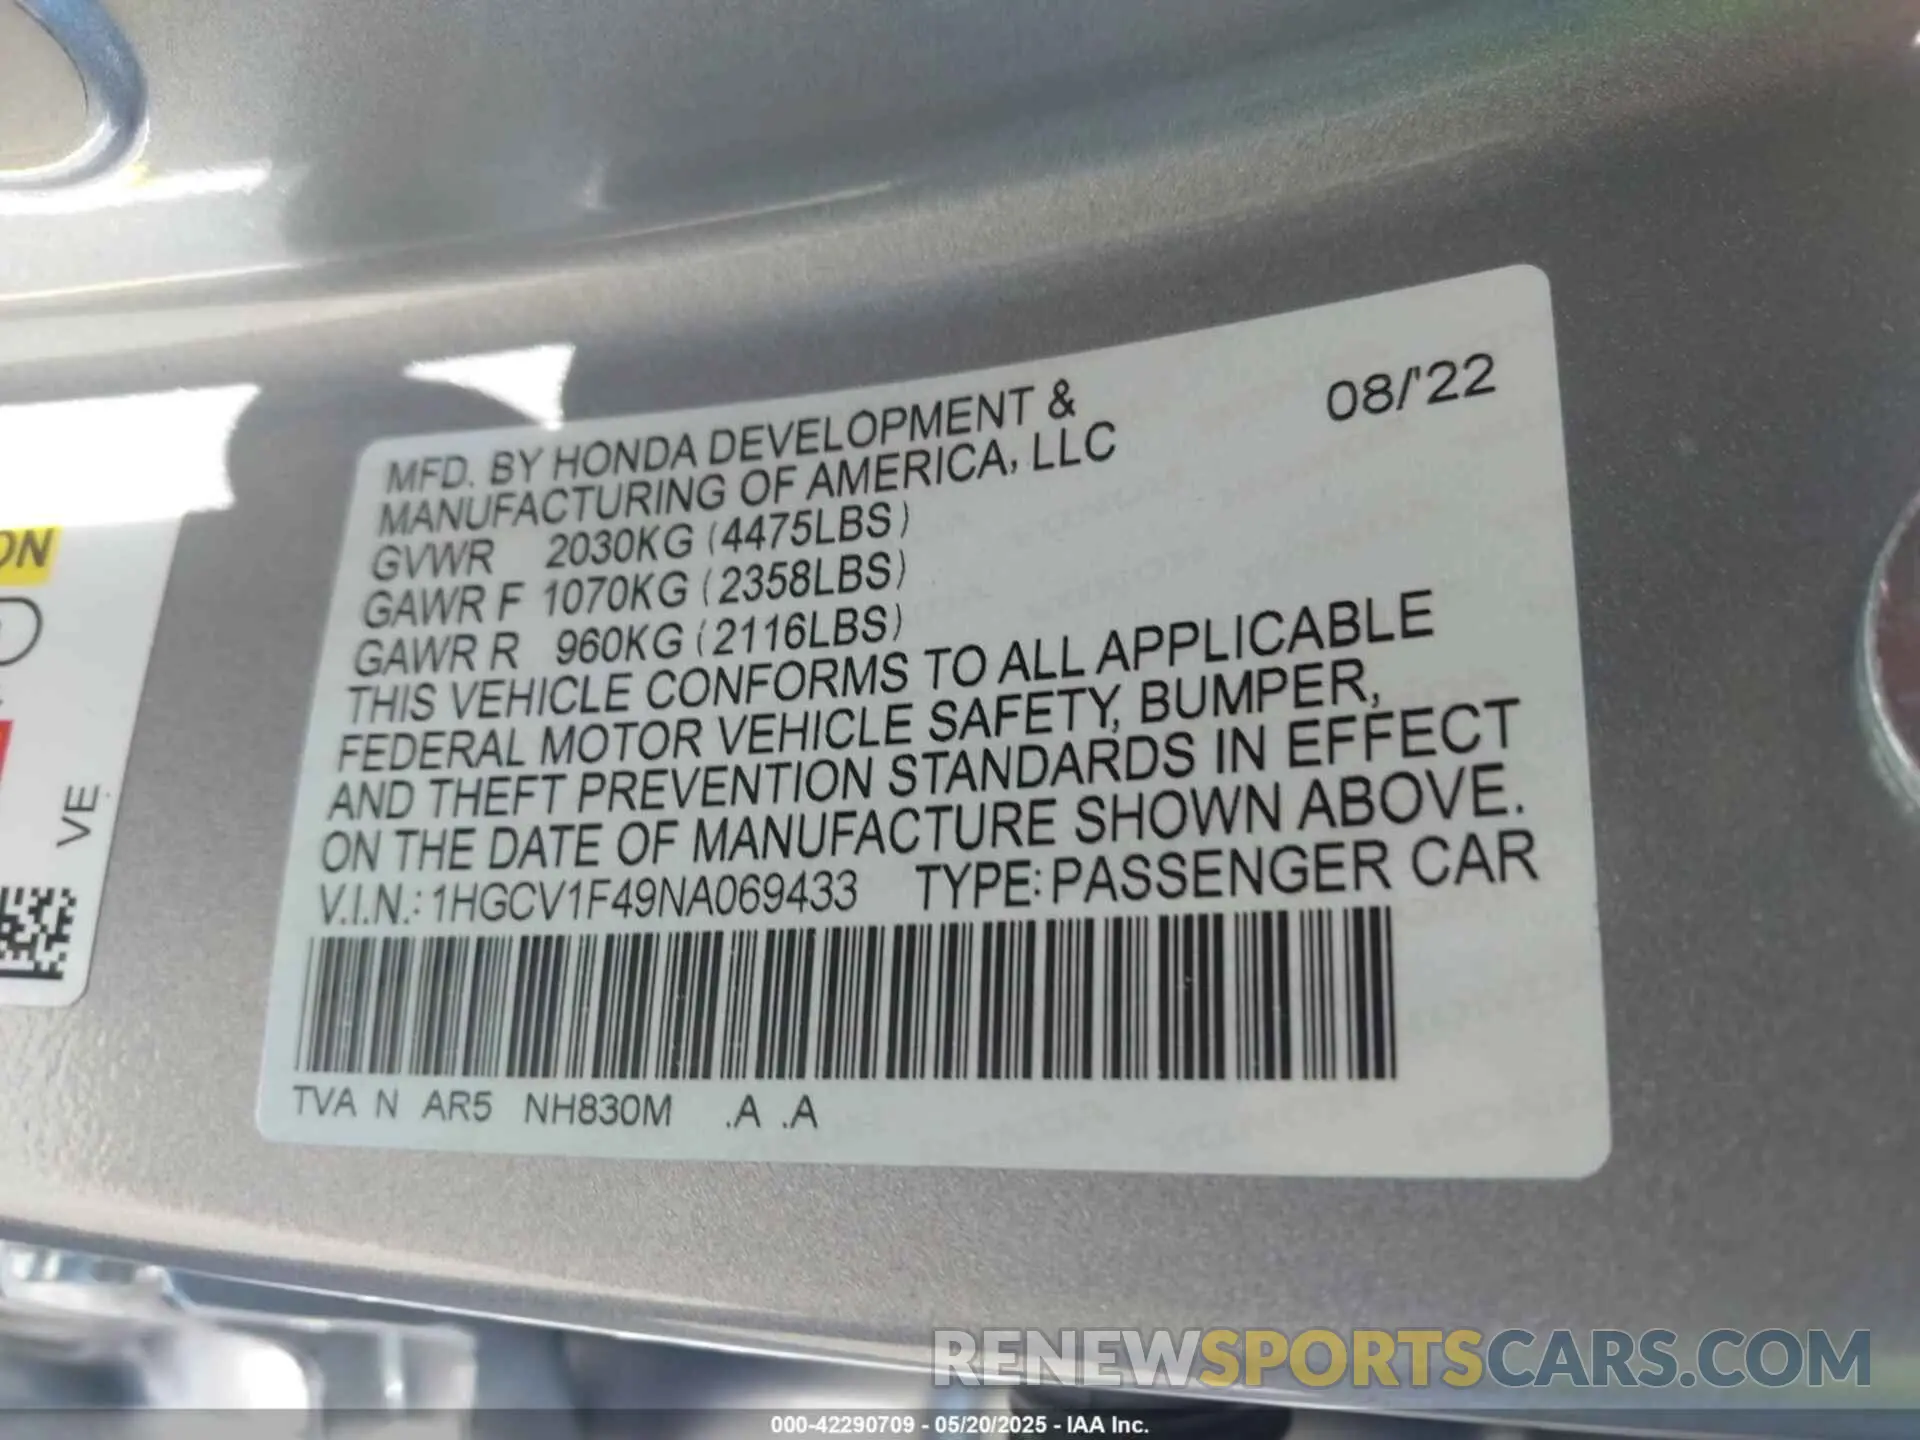 MFD. BY HONDA DEVELOPMENT &
08/'22
MANUFACTURING OF AMERICA, LLC
GVWR 2030KG (4475LBS)
GAWR F 1070KG (2358LBS)
GAWR R 960KG (2116LBS)
THIS VEHICLE CONFORMS TO ALL APPLICABLE
FEDERAL MOTOR VEHICLE SAFETY, BUMPER,
AND THEFT PREVENTION STANDARDS IN EFFECT
ON THE DATE OF MANUFACTURE SHOWN ABOVE.
V.I.N.: 1HGCV1F49NA069433 TYPE: PASSENGER CAR
TVA N AR5 NH830M .A .A
VE
RENEWSPORTSCARS.COM
000-42290709 - 05/20/2025 - IAA Inc.